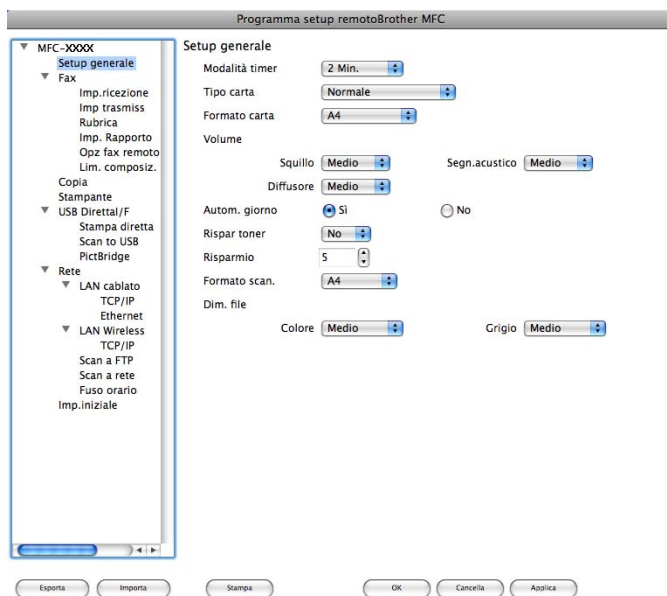 Programma setup remotoBrother MFC
MFC-XXXX
Setup generale
Fax
Imp.ricezione
Imp trasmiss
Rubrica
Imp. Rapporto
Opz fax remoto
Lim. composiz.
Copia
Stampante
USB DirettaI/F
Stampa diretta
Scan to USB
PictBridge
Rete
LAN cablato
TCP/IP
Ethernet
LAN Wireless
TCP/IP
Scan a FTP
Scan a rete
Fuso orario
Imp.iniziale
Setup generale
Modalità timer 2 Min.
Tipo carta Normale
Formato carta A4
Volume
Squillo Medio Segn.acustico Medio
Diffusore Medio
Autom. giorno Sì No
Rispar toner No
Risparmio 5
Formato scan. A4
Dim. file
Colore Medio Grigio Medio
Esporta Importa Stampa OK Cancella Applica